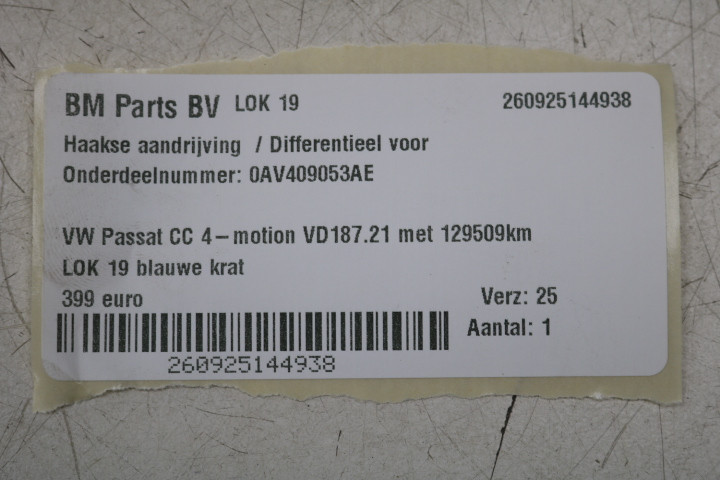 BM Parts BV LOK 19 260925144938
Haakse aandrijving / Differentieel voor
Onderdeelnummer: 0AV409053AE
VW Passat CC 4-motion VD187.21 met 129509km
LOK 19 blauwe krat
399 euro Verz: 25
Aantal: 1
260925144938